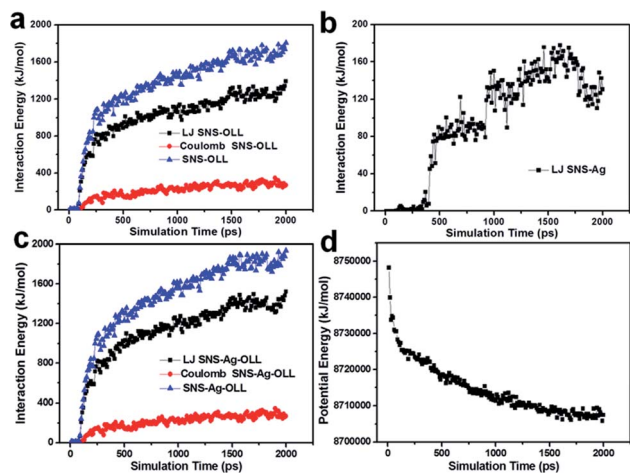 a
Interaction Energy (kJ/mol)
2000
1600
1200
800
400
0
LJ SNS-OLL
Coulomb SNS-OLL
SNS-OLL
0 500 1000 1500 2000
Simulation Time (ps)
b
Interaction Energy (kJ/mol)
200
150
100
50
0
LJ SNS-Ag
0 500 1000 1500 2000
Simulation Time (ps)
c
Interaction Energy (kJ/mol)
2000
1600
1200
800
400
0
LJ SNS-Ag-OLL
Coulomb SNS-Ag-OLL
SNS-Ag-OLL
0 500 1000 1500 2000
Simulation Time (ps)
d
Potential Energy (kJ/mol)
8750000
8740000
8730000
8720000
8710000
8700000
0 500 1000 1500 2000
Simulation Time (ps)